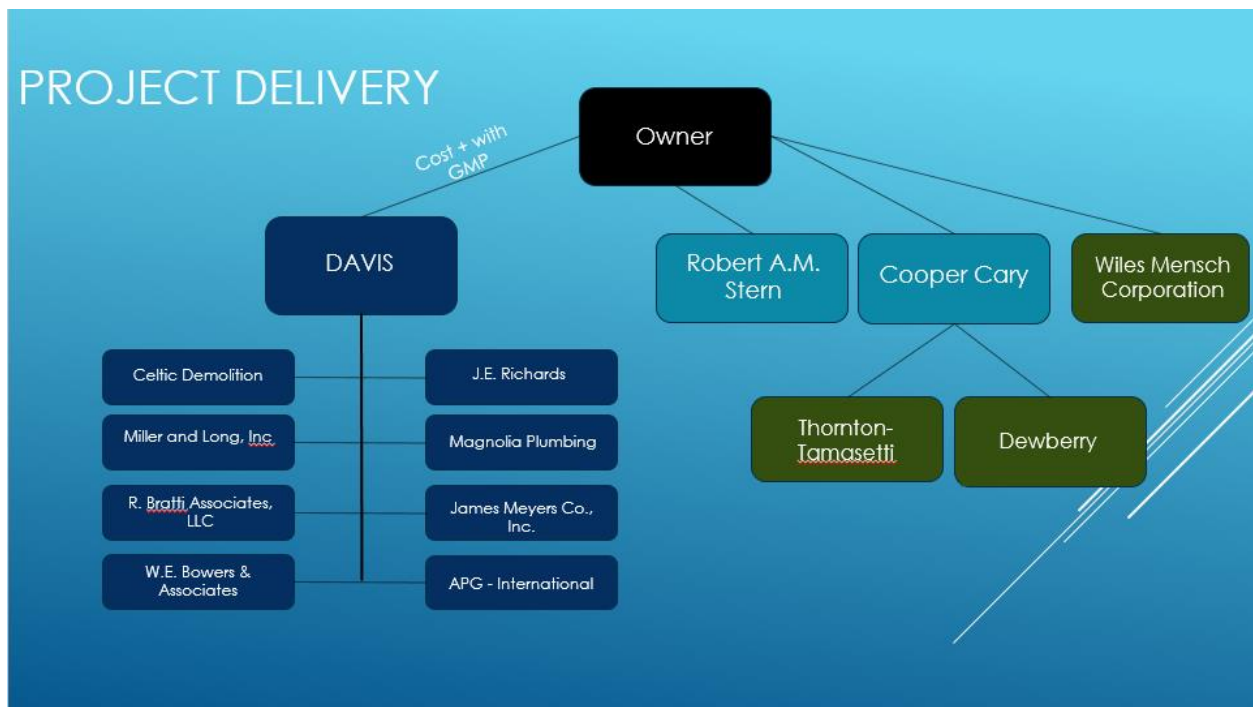 PROJECT DELIVERY
Owner
Cost + with
GMP
DAVIS
Robert A.M.
Stern
Cooper Cary
Wiles Mensch
Corporation
Celtic Demolition
J.E. Richards
Miller and Long, Inc
Magnolia Plumbing
R. Bratti Associates,
LLC
James Meyers Co.,
Inc.
W.E. Bowers &
Associates
APG - International
Thornton-
Tamasetti
Dewberry